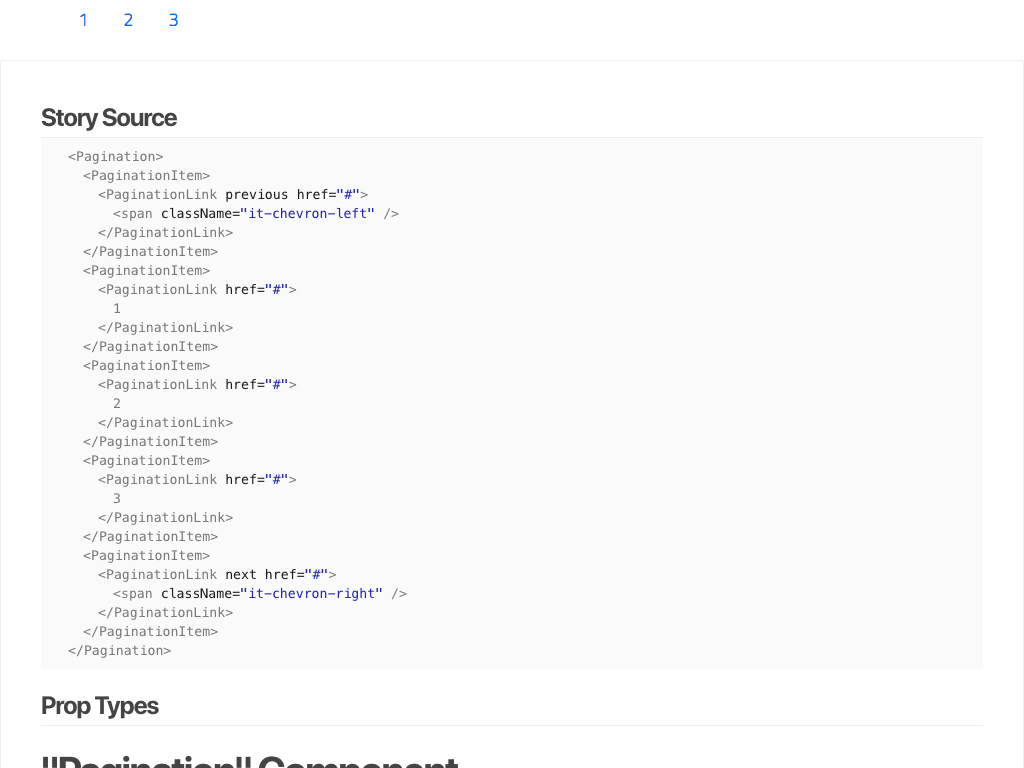 1 2 3
Story Source
<Pagination>
<PaginationItem>
<PaginationLink previous href="#">
<span className="it-chevron-left" />
</PaginationLink>
</PaginationItem>
<PaginationItem>
<PaginationLink href="#">
1
</PaginationLink>
</PaginationItem>
<PaginationItem>
<PaginationLink href="#">
2
</PaginationLink>
</PaginationItem>
<PaginationItem>
<PaginationLink href="#">
3
</PaginationLink>
</PaginationItem>
<PaginationItem>
<PaginationLink next href="#">
<span className="it-chevron-right" />
</PaginationLink>
</PaginationItem>
</Pagination>
Prop Types
"Pagination" Component